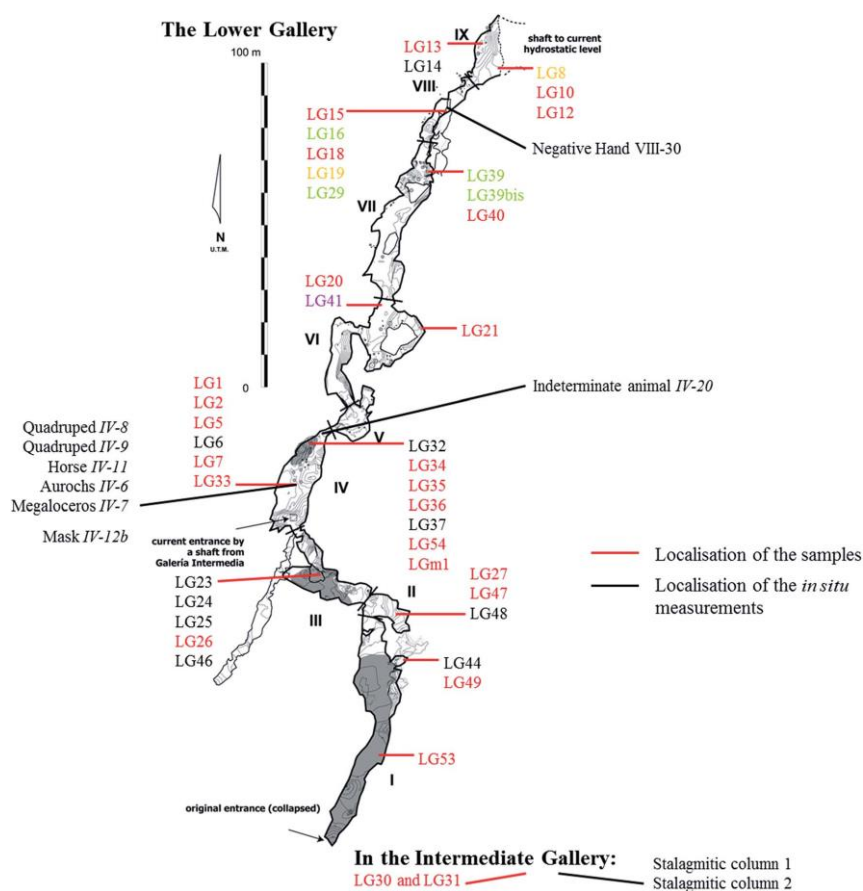 The Lower Gallery
100 m
0
N
U.T.M.
IX
shaft to current
hydrostatic level
LG13
LG14
LG8
LG10
LG12
VIII
LG15
LG16
LG18
LG19
LG29
Negative Hand VIII-30
LG39
LG39bis
LG40
VII
LG20
LG41
LG21
VI
LG1
LG2
LG5
LG6
LG7
LG33
Indeterminate animal IV-20
Quadruped IV-8
Quadruped IV-9
Horse IV-11
Aurochs IV-6
Megaloceros IV-7
Mask IV-12b
V
IV
LG32
LG34
LG35
LG36
LG37
LG54
LGm1
current entrance by
a shaft from
Galería Intermedia
Localisation of the samples
Localisation of the in situ
measurements
LG23
LG24
LG25
LG26
LG46
III
II
LG27
LG47
LG48
LG44
LG49
LG53
I
original entrance (collapsed)
In the Intermediate Gallery:
LG30 and LG31
Stalagmitic column 1
Stalagmitic column 2